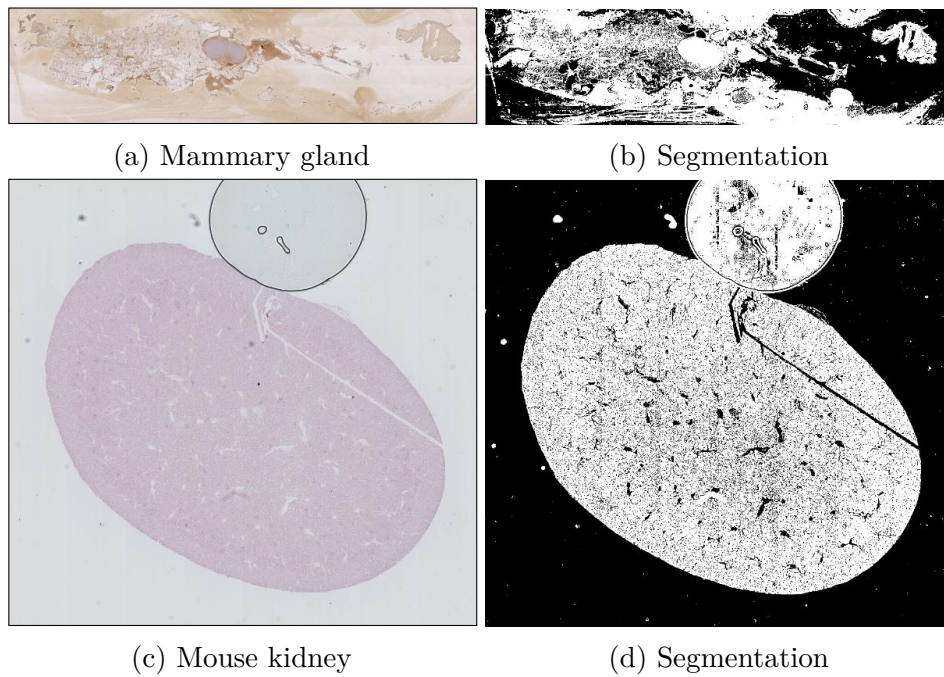 (a) Mammary gland
(b) Segmentation
(c) Mouse kidney
(d) Segmentation